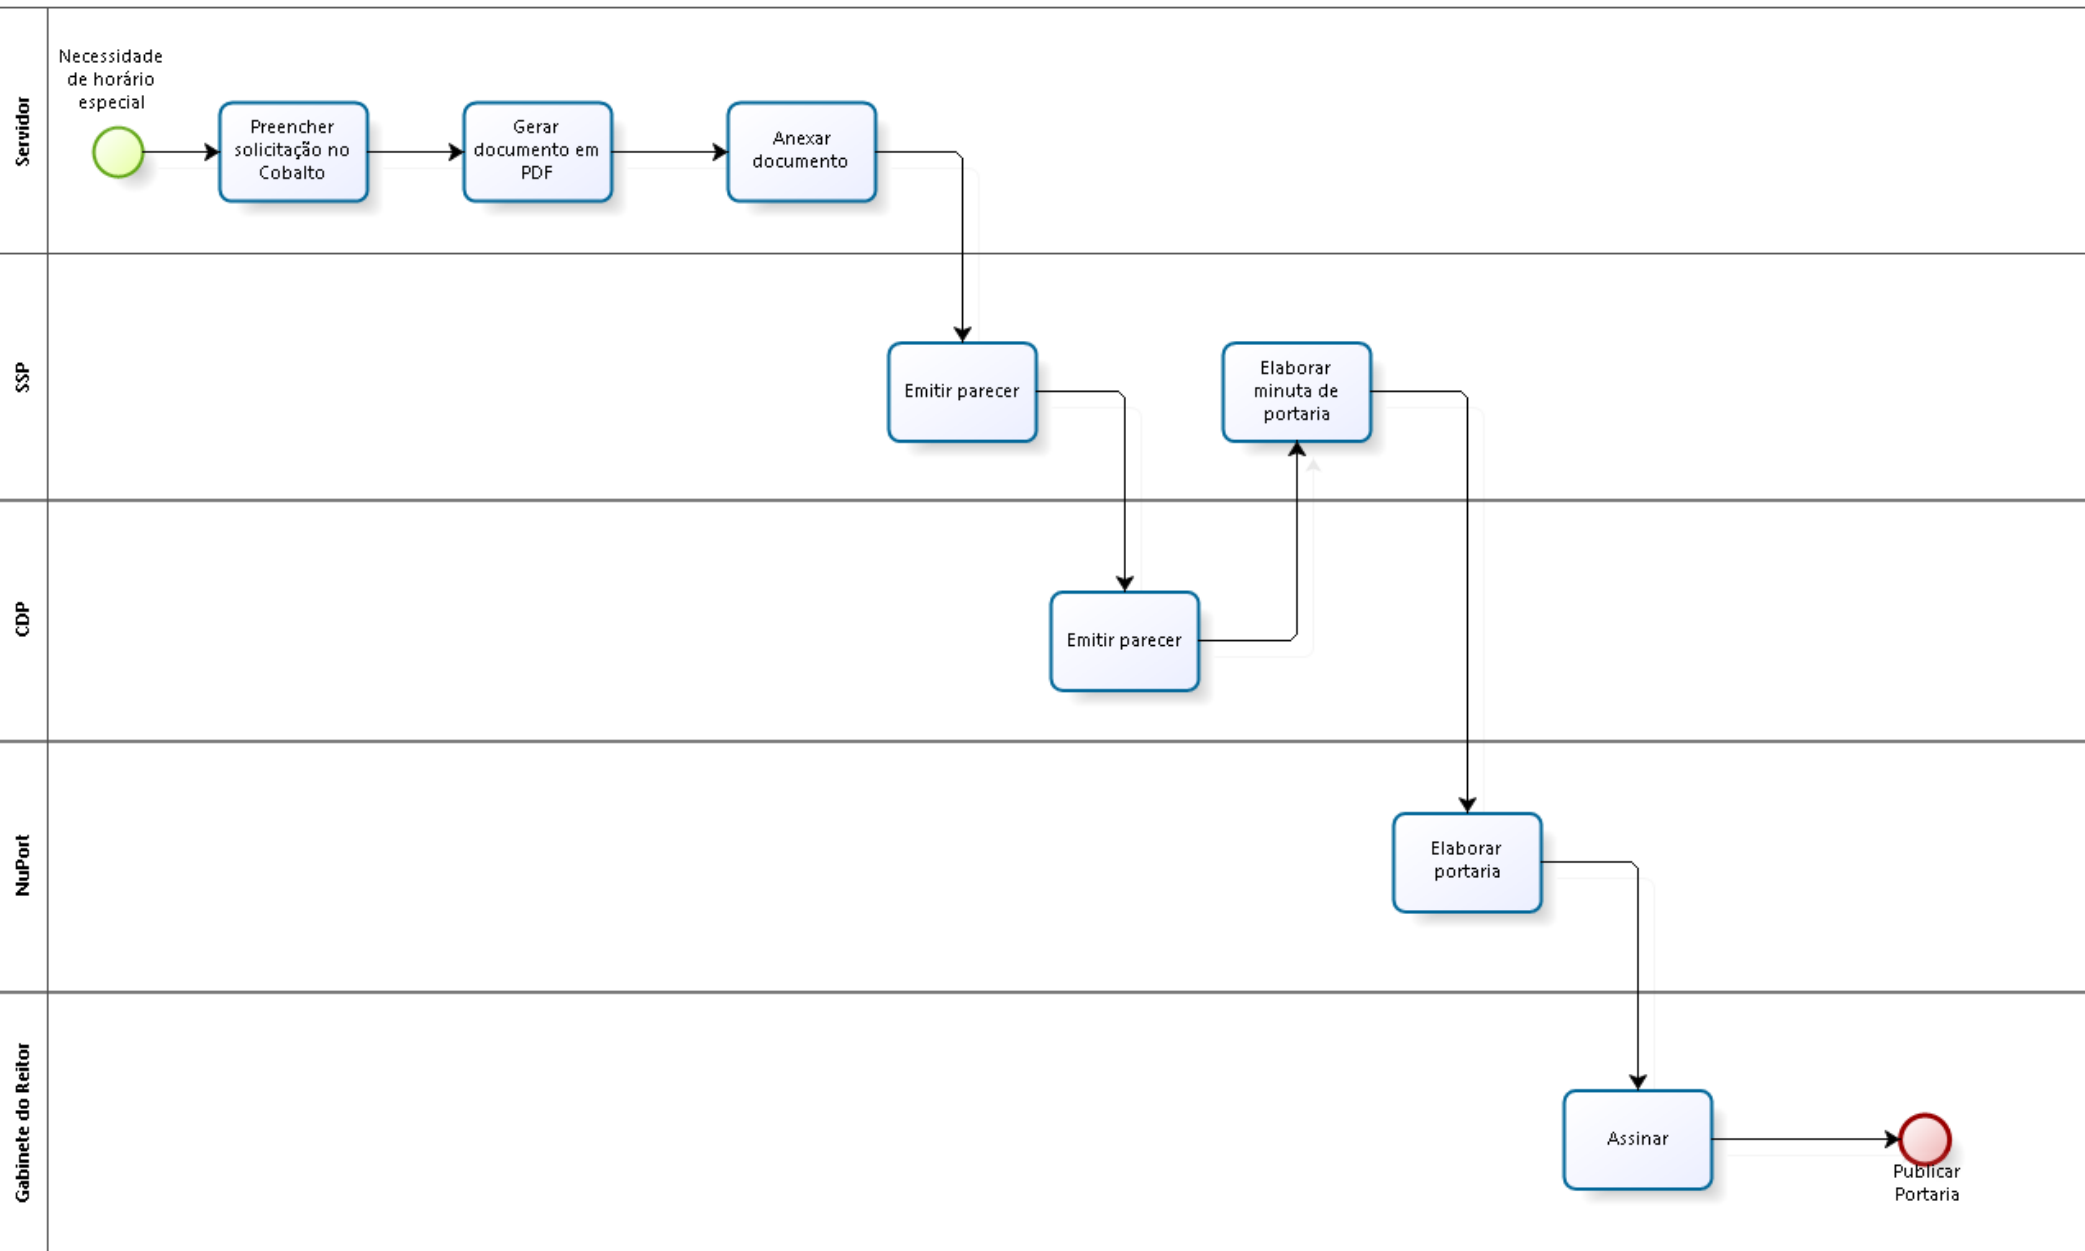 Servidor
Necessidade
de horário
especial
Preencher
solicitação no
Cobalto
Gerar
documento em
PDF
Anexar
documento
SSP
Emitir parecer
Elaborar
minuta de
portaria
CDP
Emitir parecer
NuPort
Elaborar
portaria
Gabinete do Reitor
Assinar
Publicar
Portaria